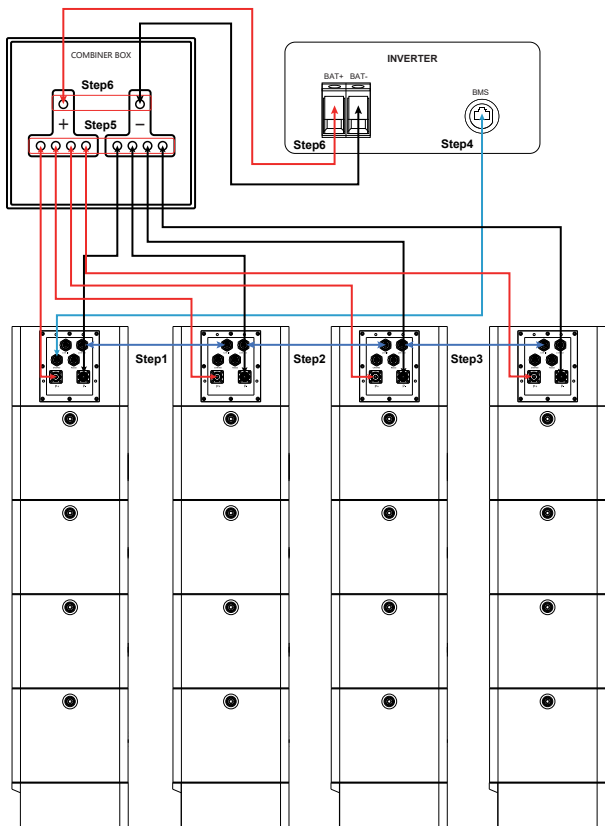 COMBINER BOX
Step6
+
Step5
−
INVERTER
BAT+ BAT-
BMS
Step6
Step4
Step1
Step2
Step3